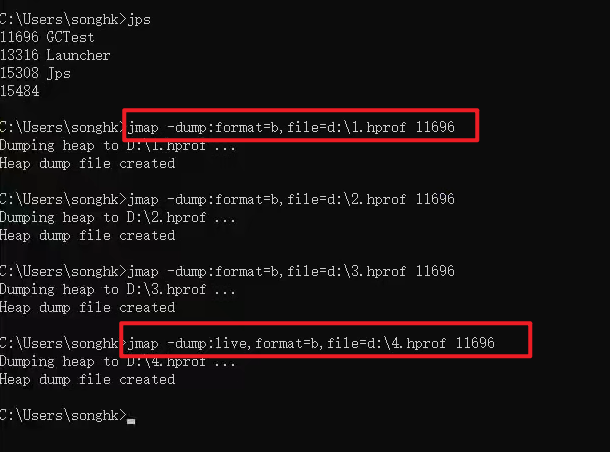 C:\Users\songhk>jps
11696 GCTest
13316 Launcher
15308 Jps
15484
C:\Users\songhk>jmap -dump:format=b,file=d:\1.hprof 11696
Dumping heap to D:\1.hprof ...
Heap dump file created
C:\Users\songhk>jmap -dump:format=b,file=d:\2.hprof 11696
Dumping heap to D:\2.hprof ...
Heap dump file created
C:\Users\songhk>jmap -dump:format=b,file=d:\3.hprof 11696
Dumping heap to D:\3.hprof ...
Heap dump file created
C:\Users\songhk>jmap -dump:live,format=b,file=d:\4.hprof 11696
Dumping heap to D:\4.hprof ...
Heap dump file created
C:\Users\songhk>